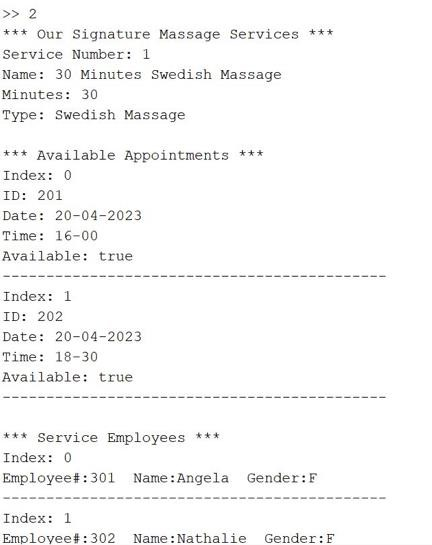 >> 2
*** Our Signature Massage Services ***
Service Number: 1
Name: 30 Minutes Swedish Massage
Minutes: 30
Type: Swedish Massage

*** Available Appointments ***
Index: 0
ID: 201
Date: 20-04-2023
Time: 16-00
Available: true
--------------------------------------------
Index: 1
ID: 202
Date: 20-04-2023
Time: 18-30
Available: true
--------------------------------------------

*** Service Employees ***
Index: 0
Employee#:301  Name:Angela  Gender:F
--------------------------------------------
Index: 1
Employee#:302  Name:Nathalie  Gender:F